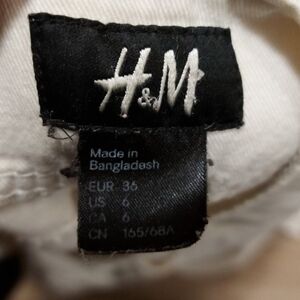 H&M
Made in
Bangladesh
EUR 36
US 6
CA 6
CN 165/68A